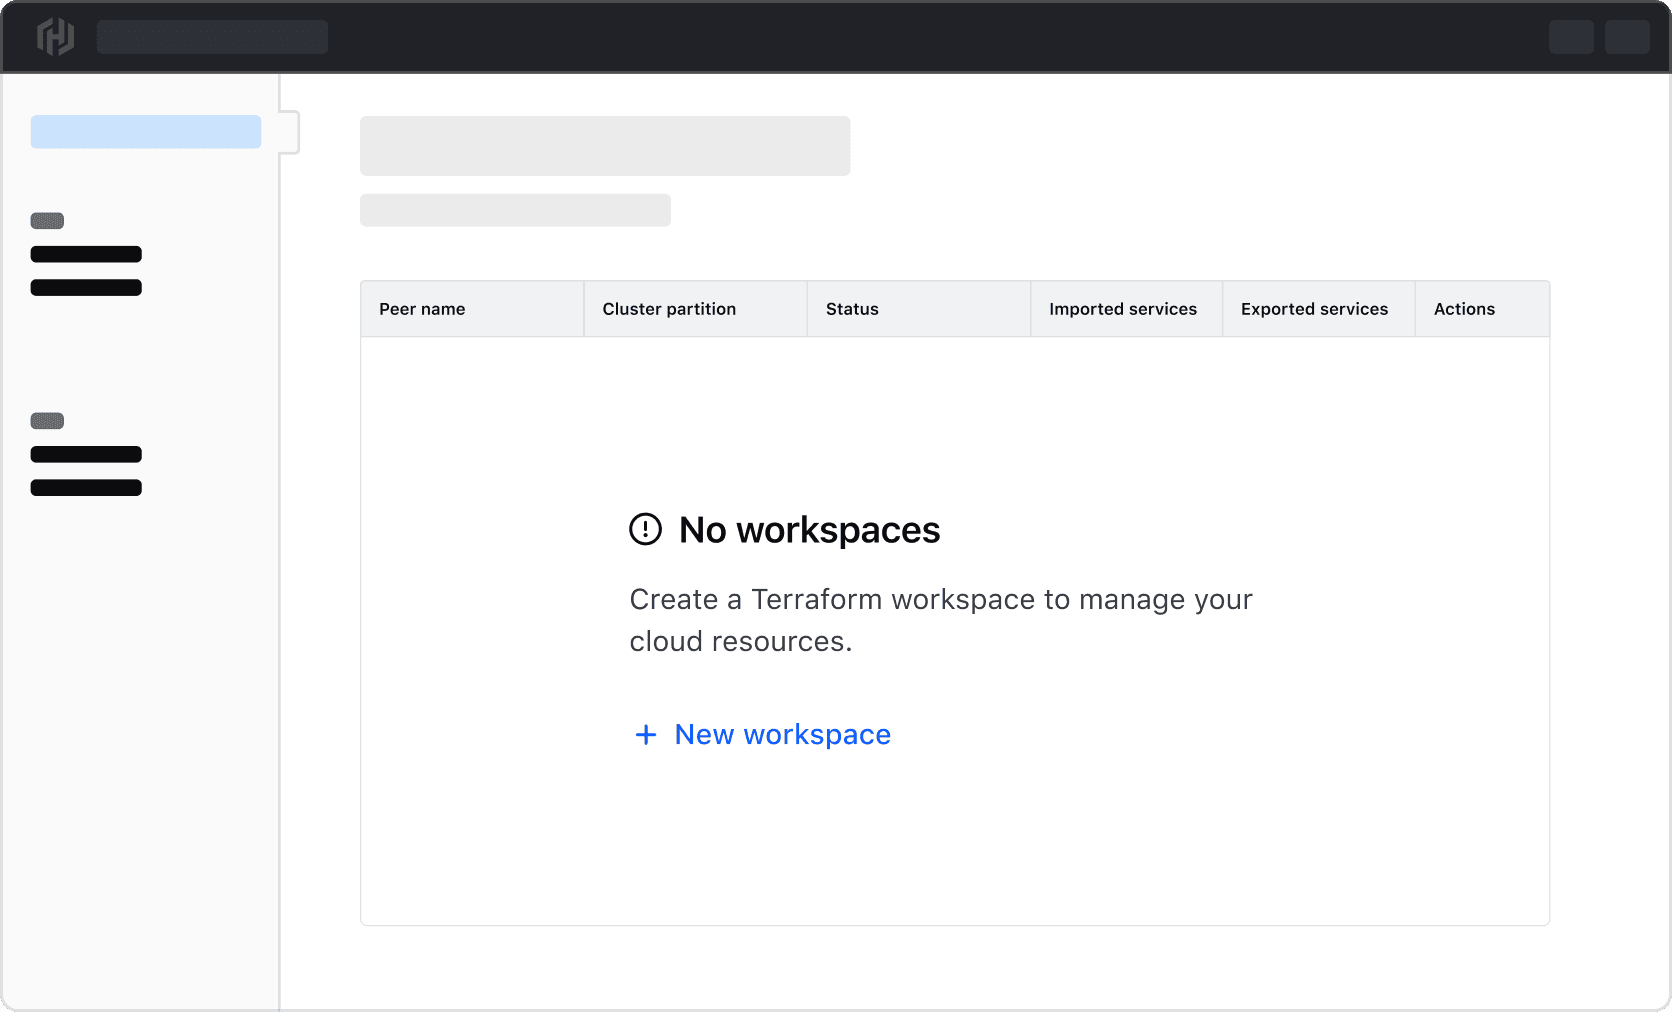 Peer name Cluster partition Status Imported services Exported services Actions
No workspaces
Create a Terraform workspace to manage your
cloud resources.
+ New workspace